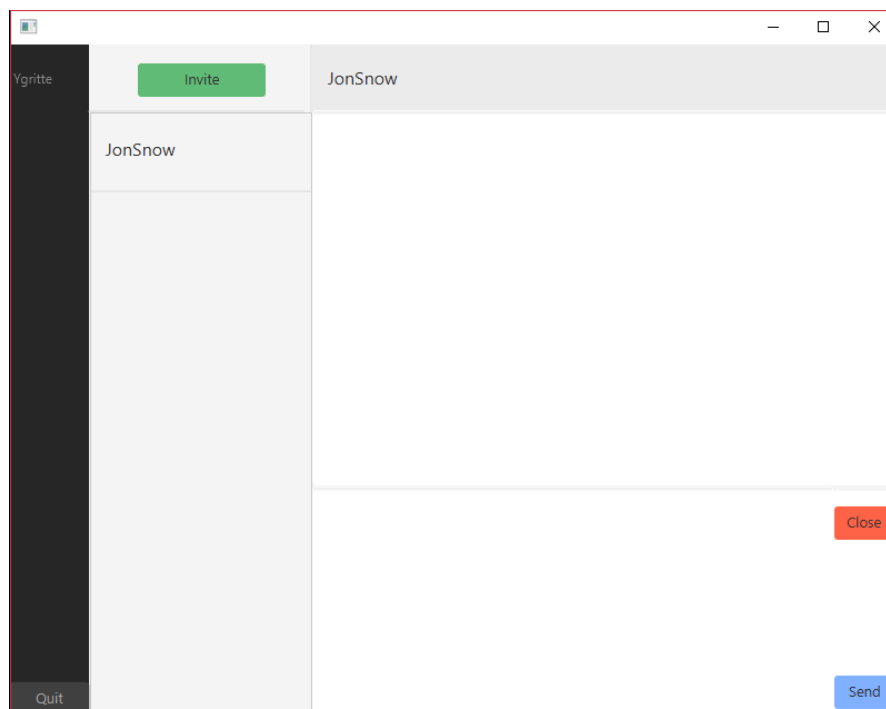 Ygritte
Invite
JonSnow
JonSnow
Close
Send
Quit